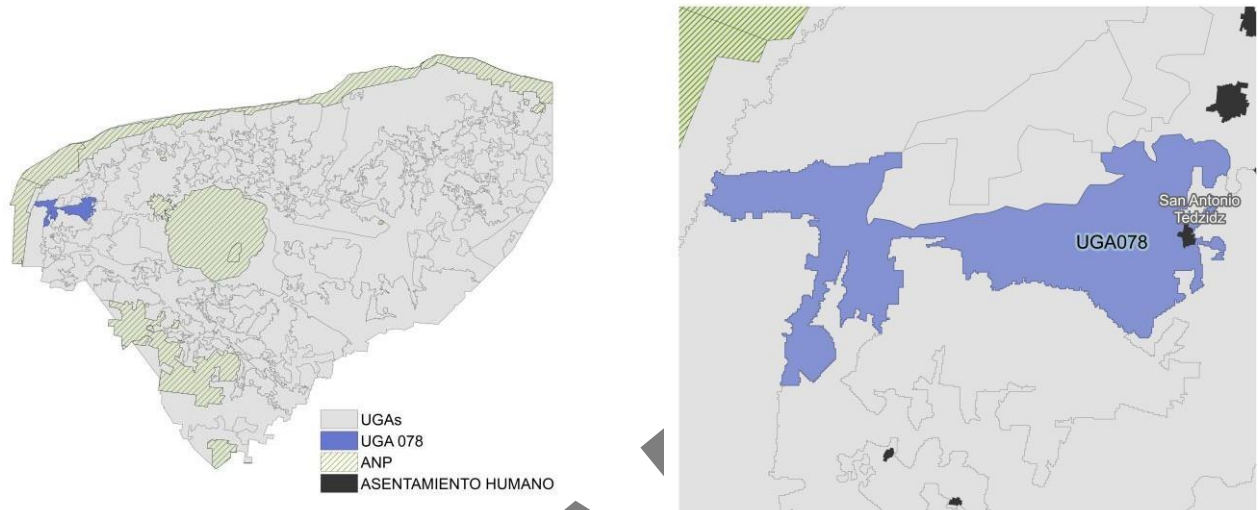 UGAs
UGA 078
ANP
ASENTAMIENTO HUMANO
San Antonio
Tedzidz
UGA078